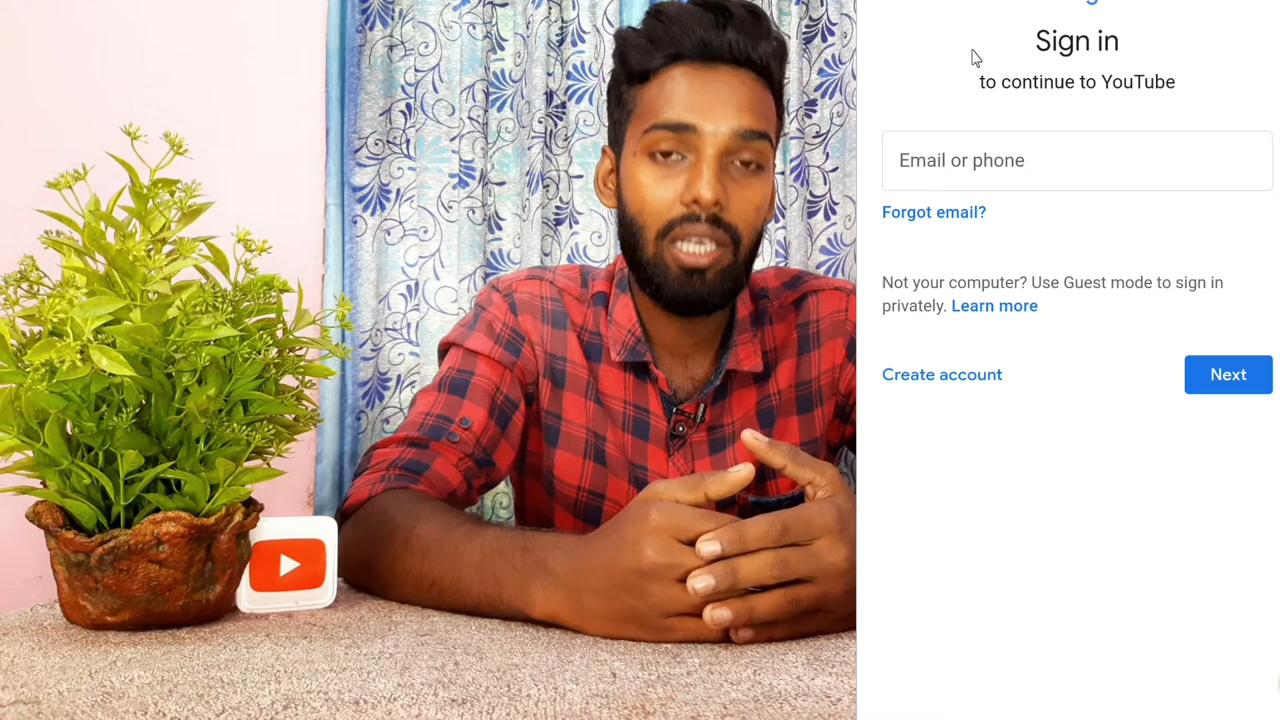 Sign in
to continue to YouTube
Email or phone
Forgot email?
Not your computer? Use Guest mode to sign in
privately. Learn more
Create account
Next